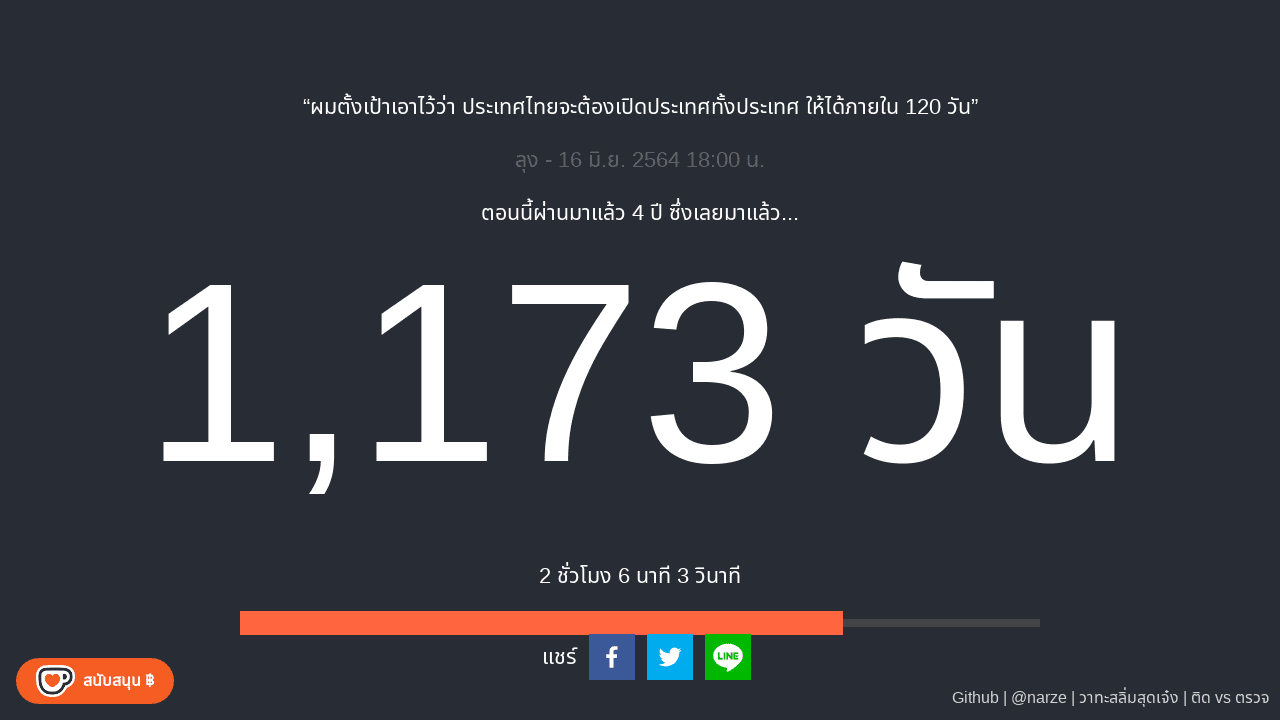 “ผมตั้งเป้าเอาไว้ว่า ประเทศไทยจะต้องเปิดประเทศทั้งประเทศ ให้ได้ภายใน 120 วัน”
ลุง - 16 มิ.ย. 2564 18:00 น.
ตอนนี้ผ่านมาแล้ว 4 ปี ซึ่งเลยมาแล้ว...
1,173 วัน
2 ชั่วโมง 6 นาที 3 วินาที
แชร์
LINE
สนับสนุน ฿
Github | @narze | วาทะสลิ่มสุดเจ๋ง | ติด vs ตรวจ